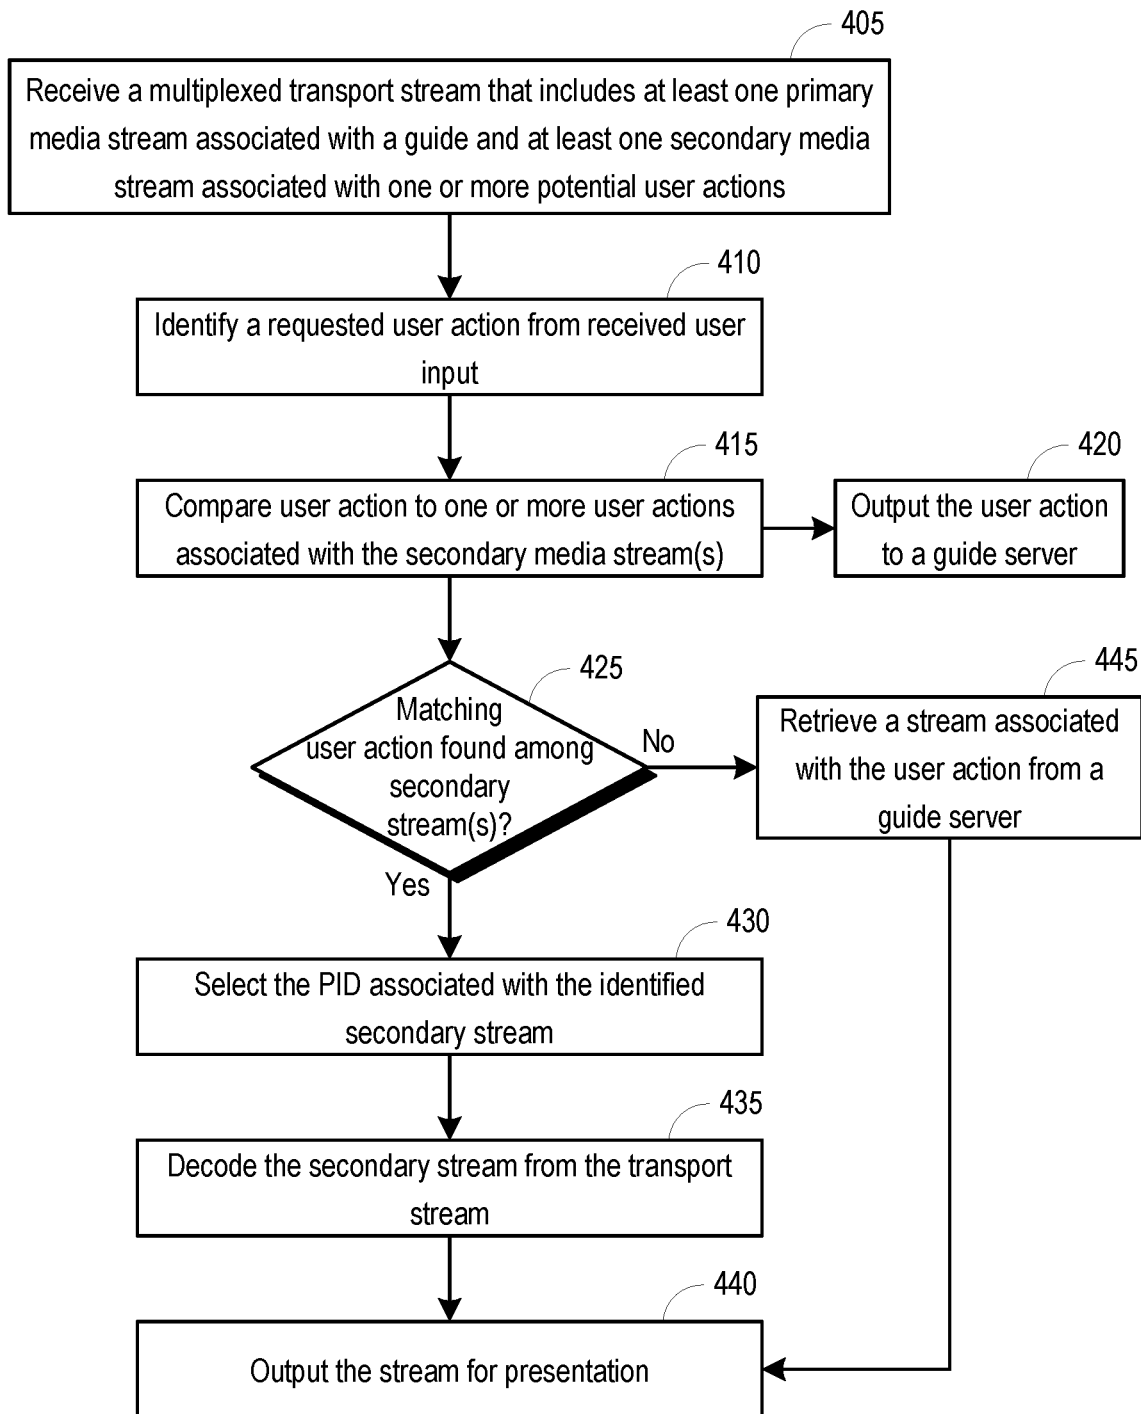 405
Receive a multiplexed transport stream that includes at least one primary
media stream associated with a guide and at least one secondary media
stream associated with one or more potential user actions
410
Identify a requested user action from received user
input
415
Compare user action to one or more user actions
associated with the secondary media stream(s)
420
Output the user action
to a guide server
425
Matching
user action found among
secondary
stream(s)?
No
Yes
445
Retrieve a stream associated
with the user action from a
guide server
430
Select the PID associated with the identified
secondary stream
435
Decode the secondary stream from the transport
stream
440
Output the stream for presentation